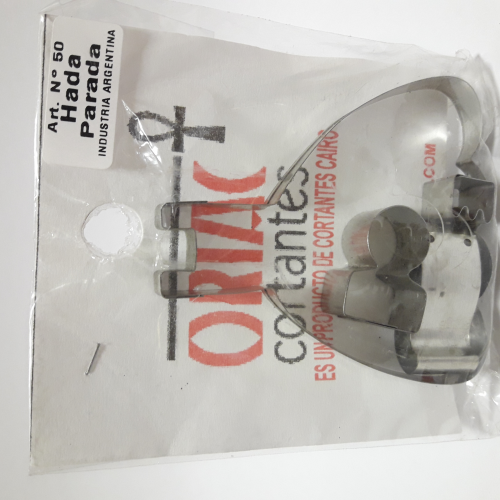 Art. N° 50
Hada
Parada
INDUSTRIA ARGENTINA
ORIAC
cortantes
ES UN PRODUCTO DE CORTANTES CAIRO
.COM